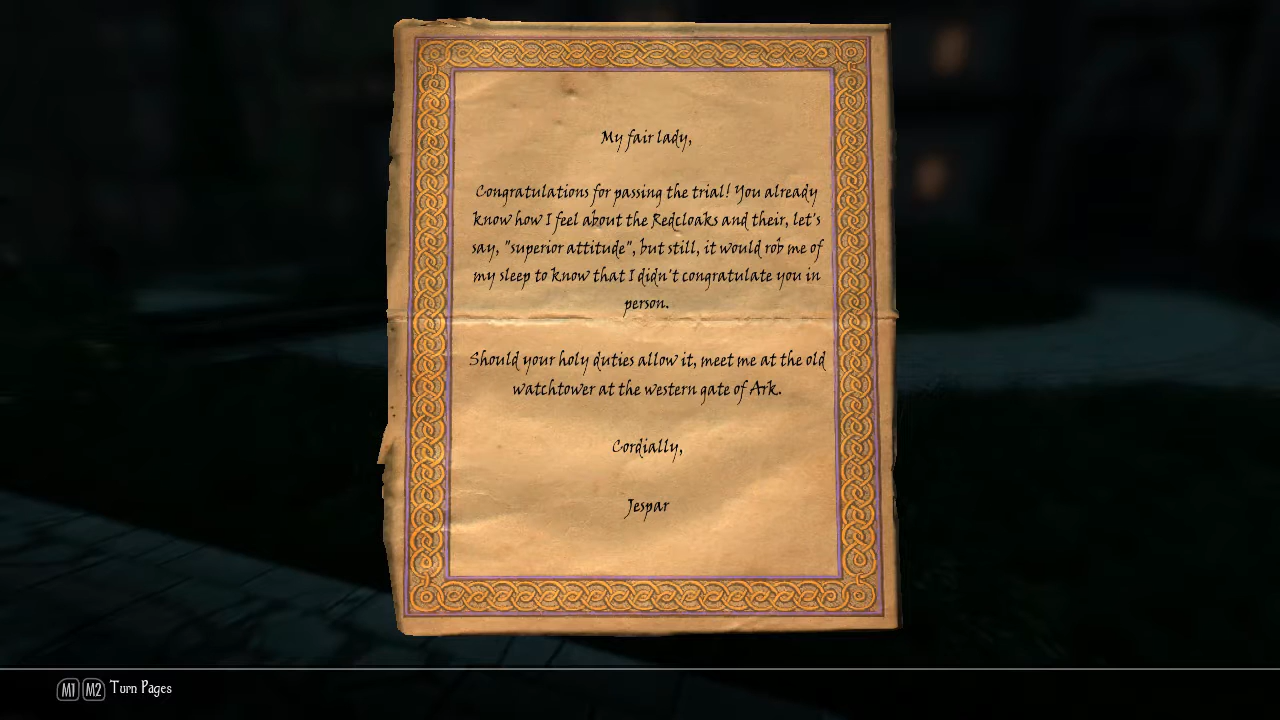 My fair lady,
Congratulations for passing the trial! You already
know how I feel about the Redcloaks and their, let's
say, "superior attitude", but still, it would rob me of
my sleep to know that I didn't congratulate you in
person.
Should your holy duties allow it, meet me at the old
watchtower at the western gate of Ark.
Cordially,
Jespar
M1 M2 Turn Pages